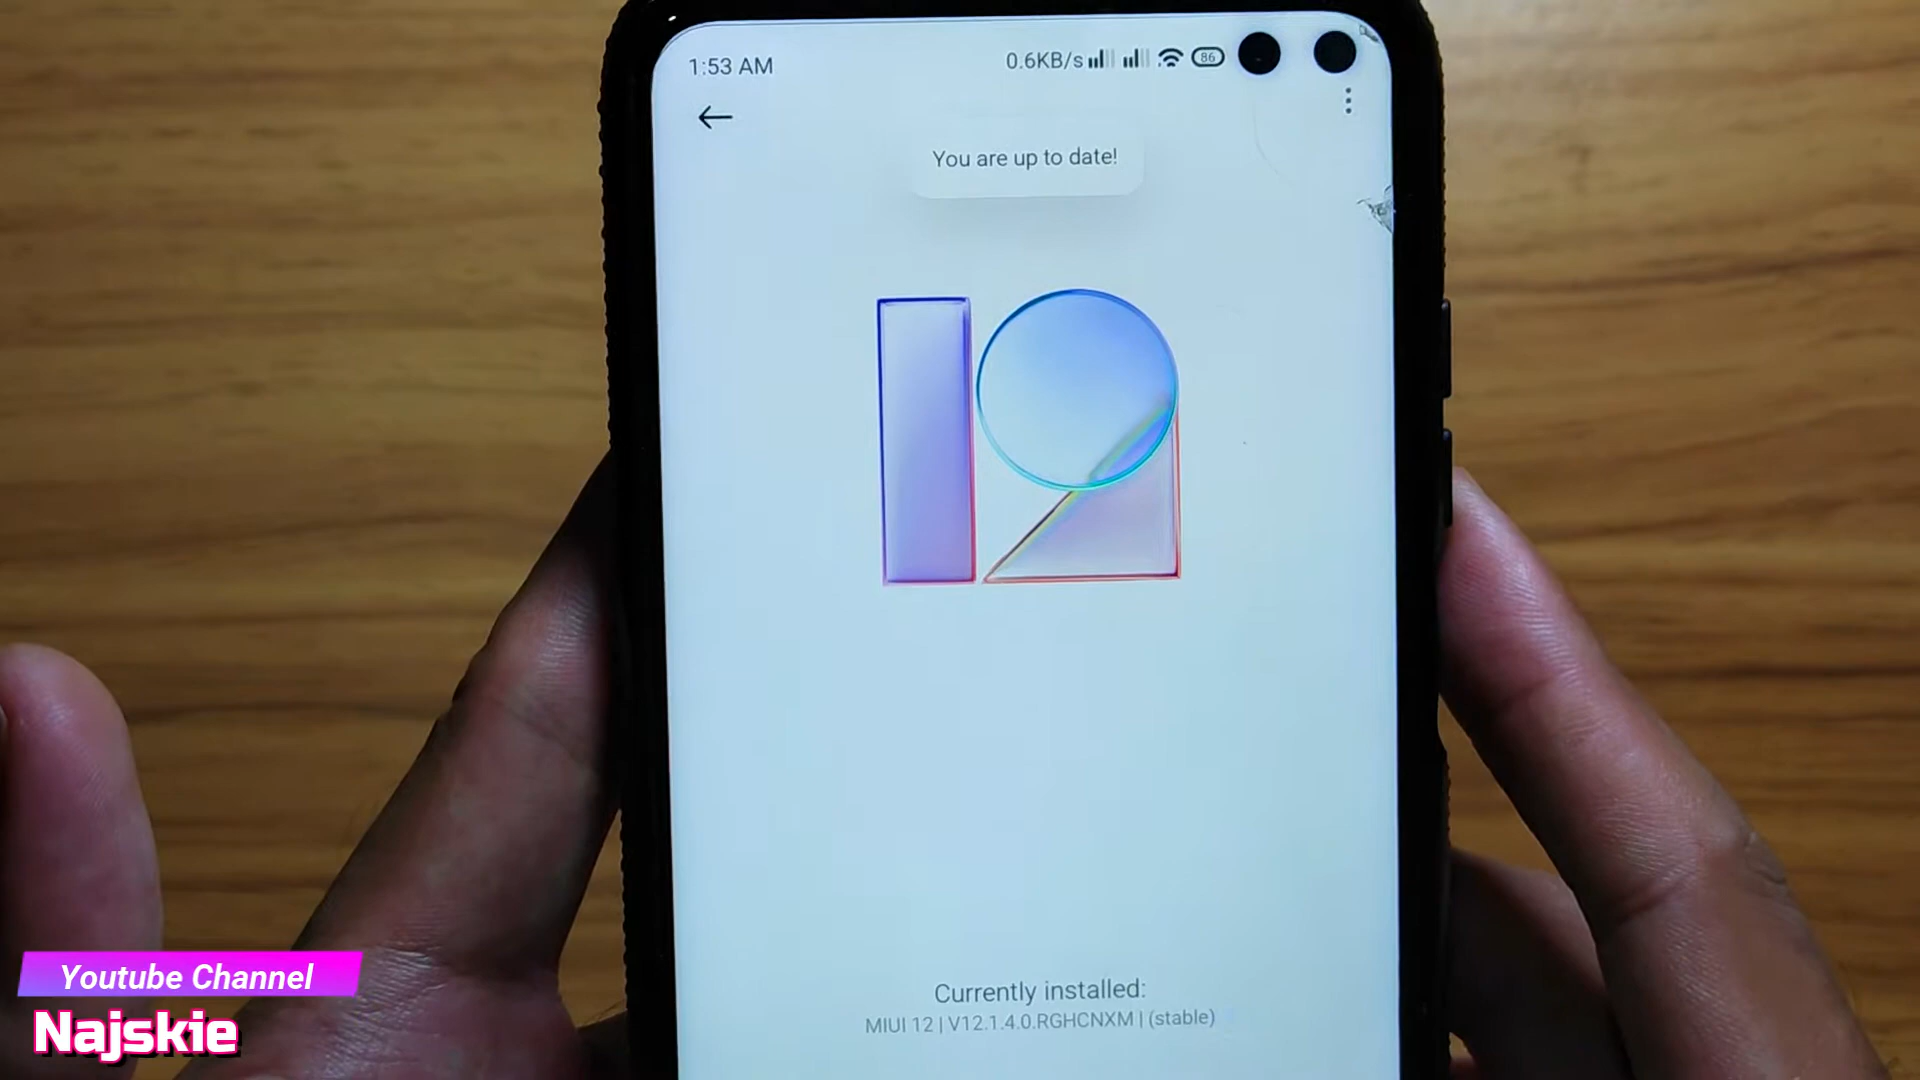 1:53 AM
0.6KB/s
86
You are up to date!
12
Currently installed:
MIUI 12 | V12.1.4.0.RGHCNXM | (stable)
Youtube Channel
Najskie